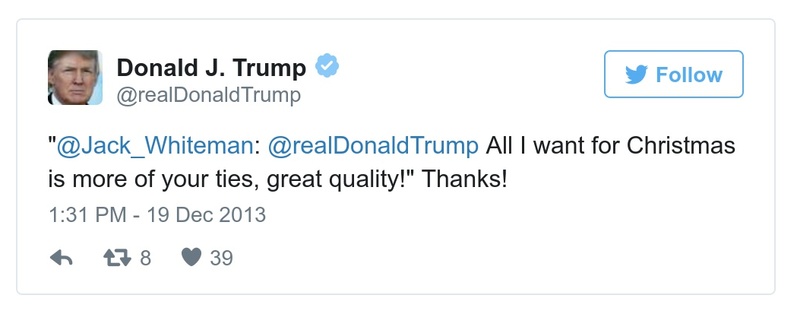 Donald J. Trump
@realDonaldTrump
Follow
"@Jack_Whiteman: @realDonaldTrump All I want for Christmas
is more of your ties, great quality!" Thanks!
1:31 PM - 19 Dec 2013
8 39